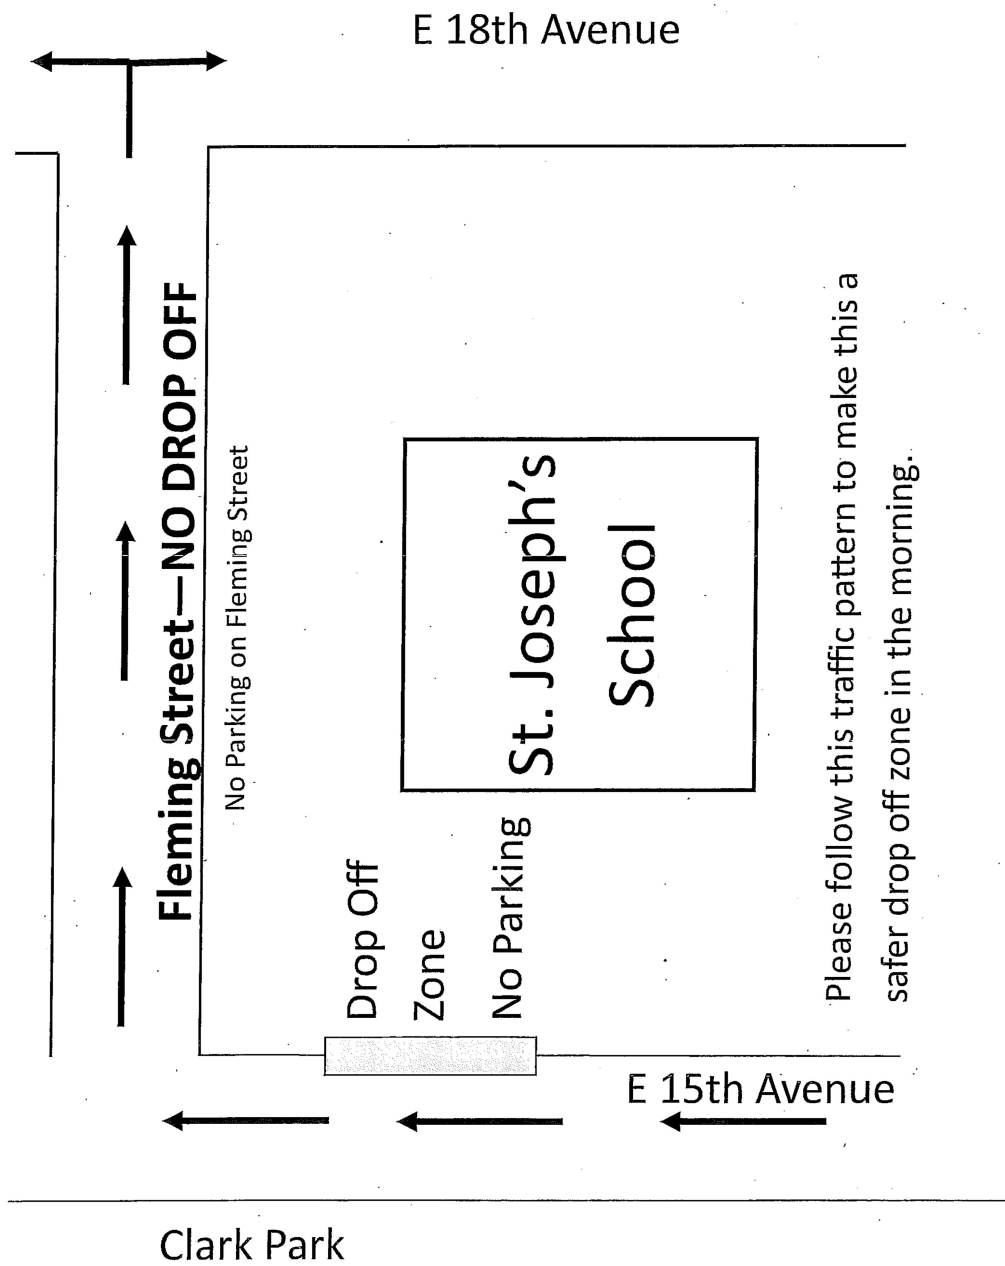 E 18th Avenue
Fleming Street—NO DROP OFF
No Parking on Fleming Street
St. Joseph's
School
Drop Off
Zone
No Parking
Please follow this traffic pattern to make this a
safer drop off zone in the morning.
E 15th Avenue
Clark Park